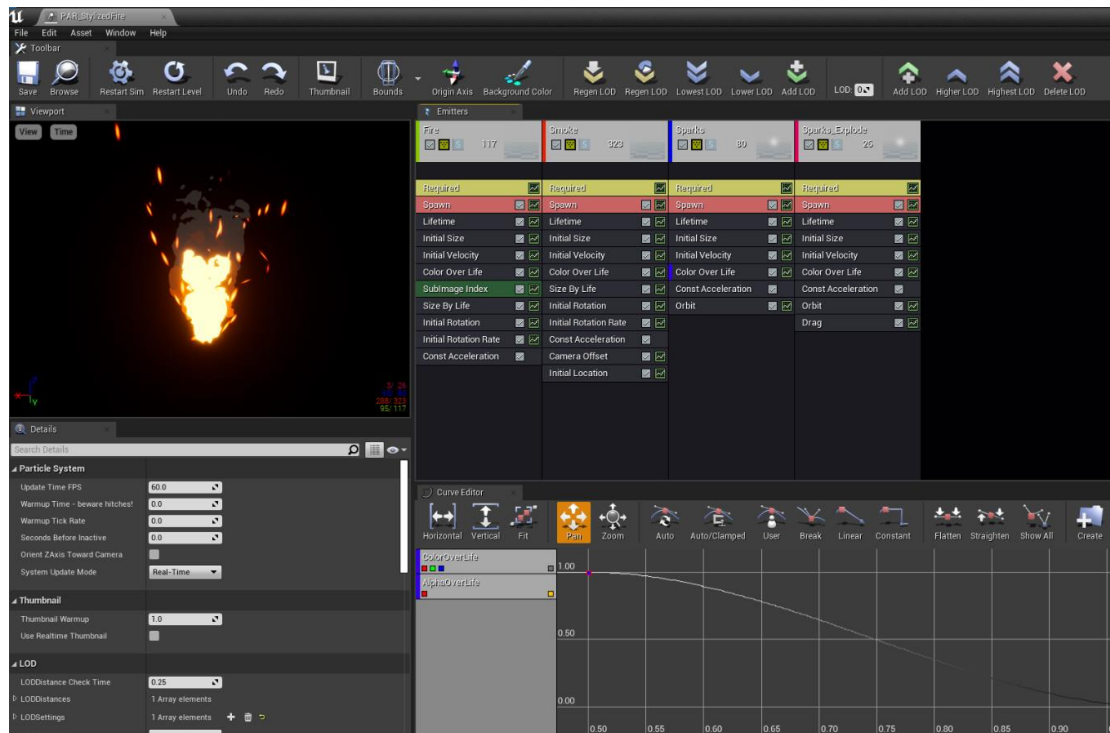 PAR_StylizedFire
File Edit Asset Window Help
Toolbar
Save Browse Restart Sim Restart Level Undo Redo Thumbnail Bounds Origin Axis Background Color Regen LOD Regen LOD Lowest LOD Lower LOD Add LOD LOD: 0 Add LOD Higher LOD Highest LOD Delete LOD
Viewport
View Time
288/ 323
95/ 117
Emitters
Fire Smoke Sparks Sparks_Explode
117 323 80 26
Required Required Required Required
Spawn Spawn Spawn Spawn
Lifetime Lifetime Lifetime Lifetime
Initial Size Initial Size Initial Size Initial Size
Initial Velocity Initial Velocity Initial Velocity Initial Velocity
Color Over Life Color Over Life Color Over Life Color Over Life
SubImage Index Size By Life Const Acceleration Const Acceleration
Size By Life Initial Rotation Orbit Orbit
Initial Rotation Initial Rotation Rate Drag
Initial Rotation Rate Const Acceleration
Const Acceleration Camera Offset
Initial Location
Details
Search Details
Particle System
Update Time FPS 60.0
Warmup Time - beware hitches! 0.0
Warmup Tick Rate 0.0
Seconds Before Inactive 0.0
Orient ZAxis Toward Camera
System Update Mode Real-Time
Thumbnail
Thumbnail Warmup 1.0
Use Realtime Thumbnail
LOD
LODDistance Check Time 0.25
LODDistances 1 Array elements
LODSettings 1 Array elements
Curve Editor
Horizontal Vertical Fit Pan Zoom Auto Auto/Clamped User Break Linear Constant Flatten Straighten Show All Create
ColorOverLife
AlphaOverLife
1.00
0.50
0.00
0.50 0.55 0.60 0.65 0.70 0.75 0.80 0.85 0.90